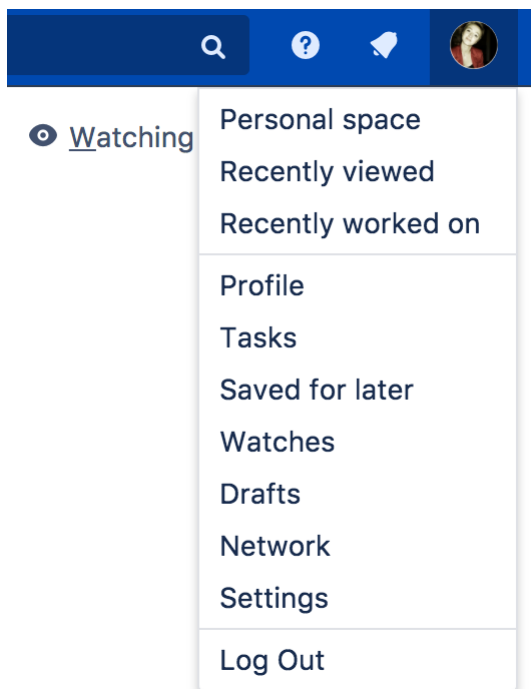 Watching
Personal space
Recently viewed
Recently worked on
Profile
Tasks
Saved for later
Watches
Drafts
Network
Settings
Log Out